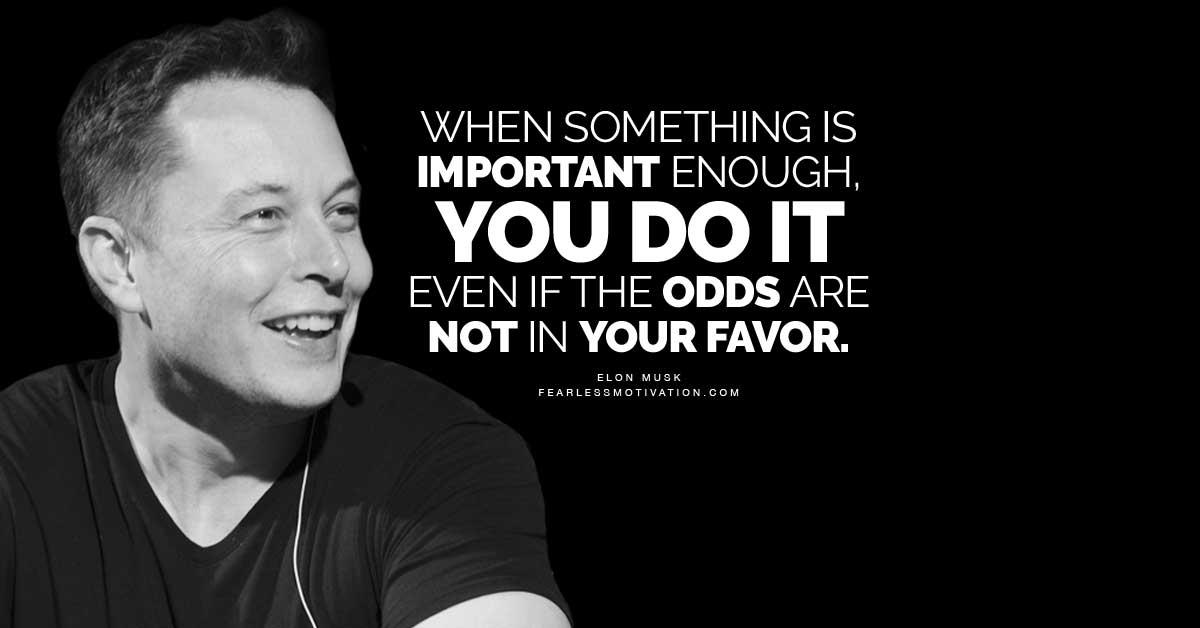 WHEN SOMETHING IS
IMPORTANT ENOUGH,
YOU DO IT
EVEN IF THE ODDS ARE
NOT IN YOUR FAVOR.
ELON MUSK
FEARLESSMOTIVATION.COM